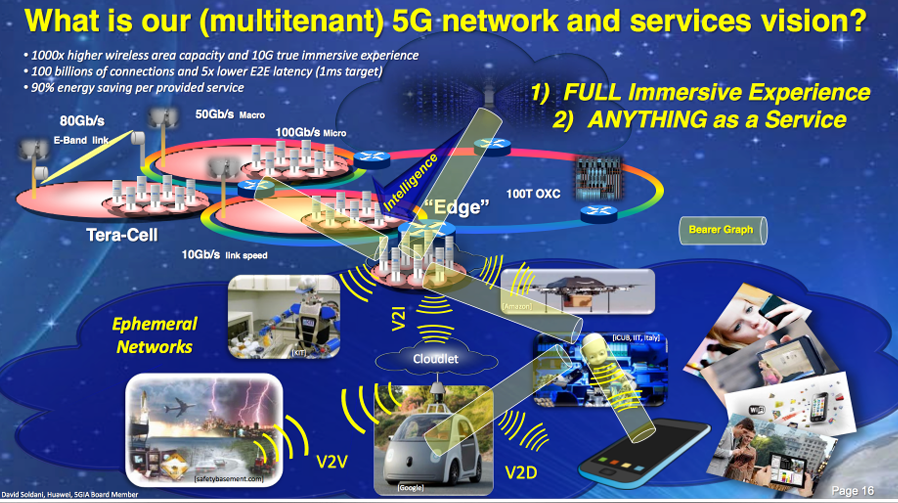 What is our (multitenant) 5G network and services vision?
• 1000x higher wireless area capacity and 10G true immersive experience
• 100 billions of connections and 5x lower E2E latency (1ms target)
• 90% energy saving per provided service
1) FULL Immersive Experience
2) ANYTHING as a Service
80Gb/s
E-Band link
50Gb/s Macro
100Gb/s Micro
Intelligence
"Edge"
100T OXC
Bearer Graph
Tera-Cell
10Gb/s link speed
Ephemeral
Networks
[KIT]
V2I
[Amazon]
Cloudlet
[iCUB, IIT, Italy]
WiFi
[safetybasement.com]
V2V
[Google]
V2D
David Soldani, Huawei, 5GIA Board Member
Page 16